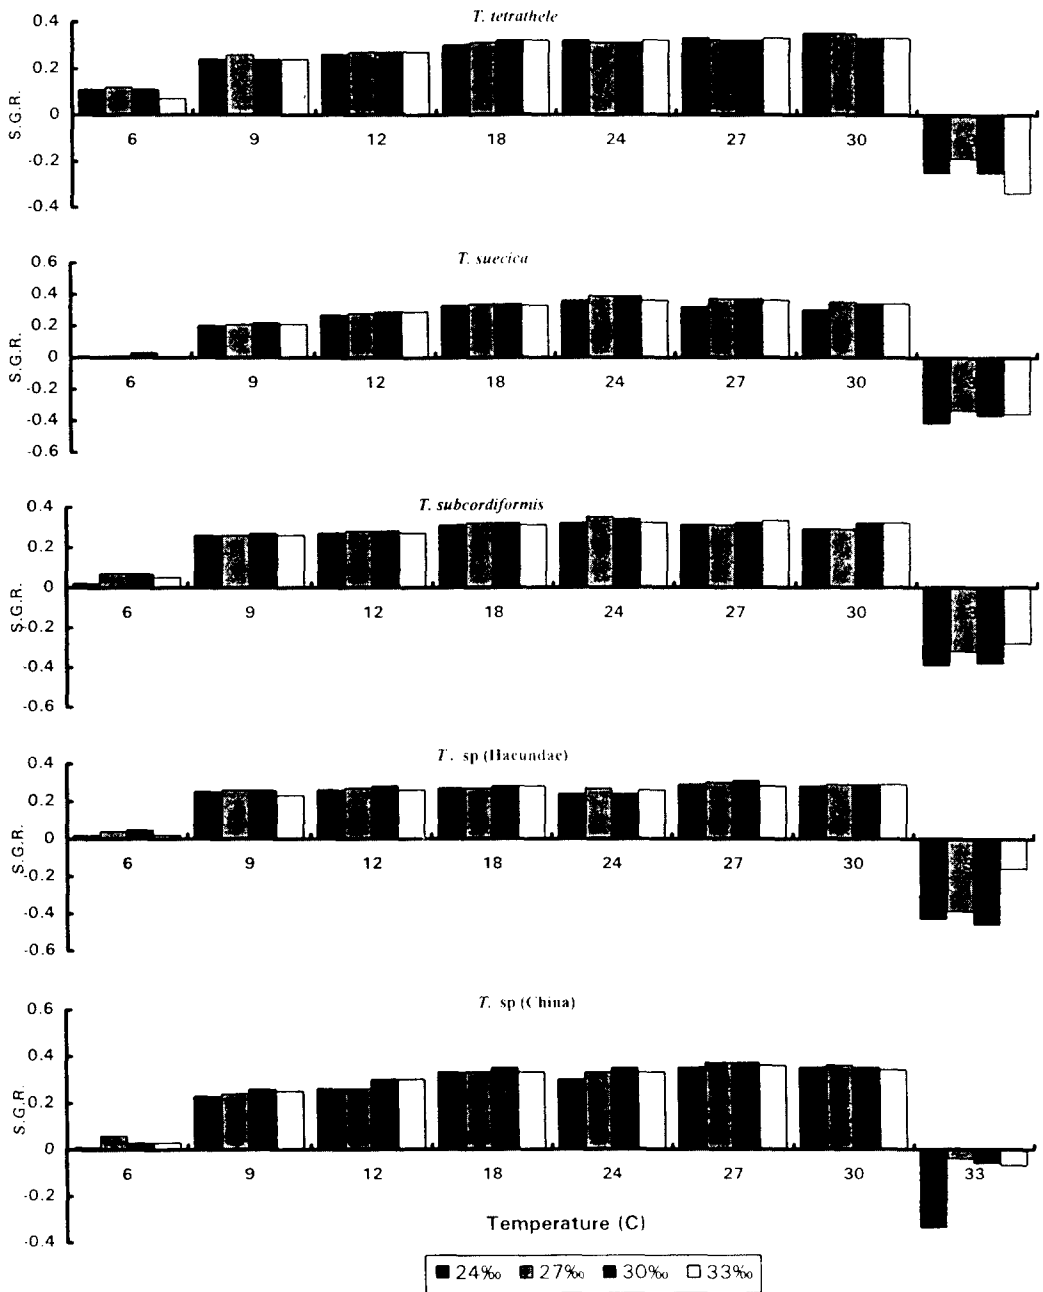 T. tetrathele
0.4
0.2
0
-0.2
-0.4
S.G.R.
6 9 12 18 24 27 30
T. suecica
0.6
0.4
0.2
0
-0.2
-0.4
-0.6
S.G.R.
6 9 12 18 24 27 30
T. subcordiformis
0.4
0.2
0
-0.2
-0.4
-0.6
S.G.R.
6 9 12 18 24 27 30
T. sp (Haeundae)
0.4
0.2
0
-0.2
-0.4
-0.6
S.G.R.
6 9 12 18 24 27 30
T. sp (China)
0.6
0.4
0.2
0
-0.2
-0.4
S.G.R.
6 9 12 18 24 27 30 33
Temperature (C)
24‰ 27‰ 30‰ 33‰